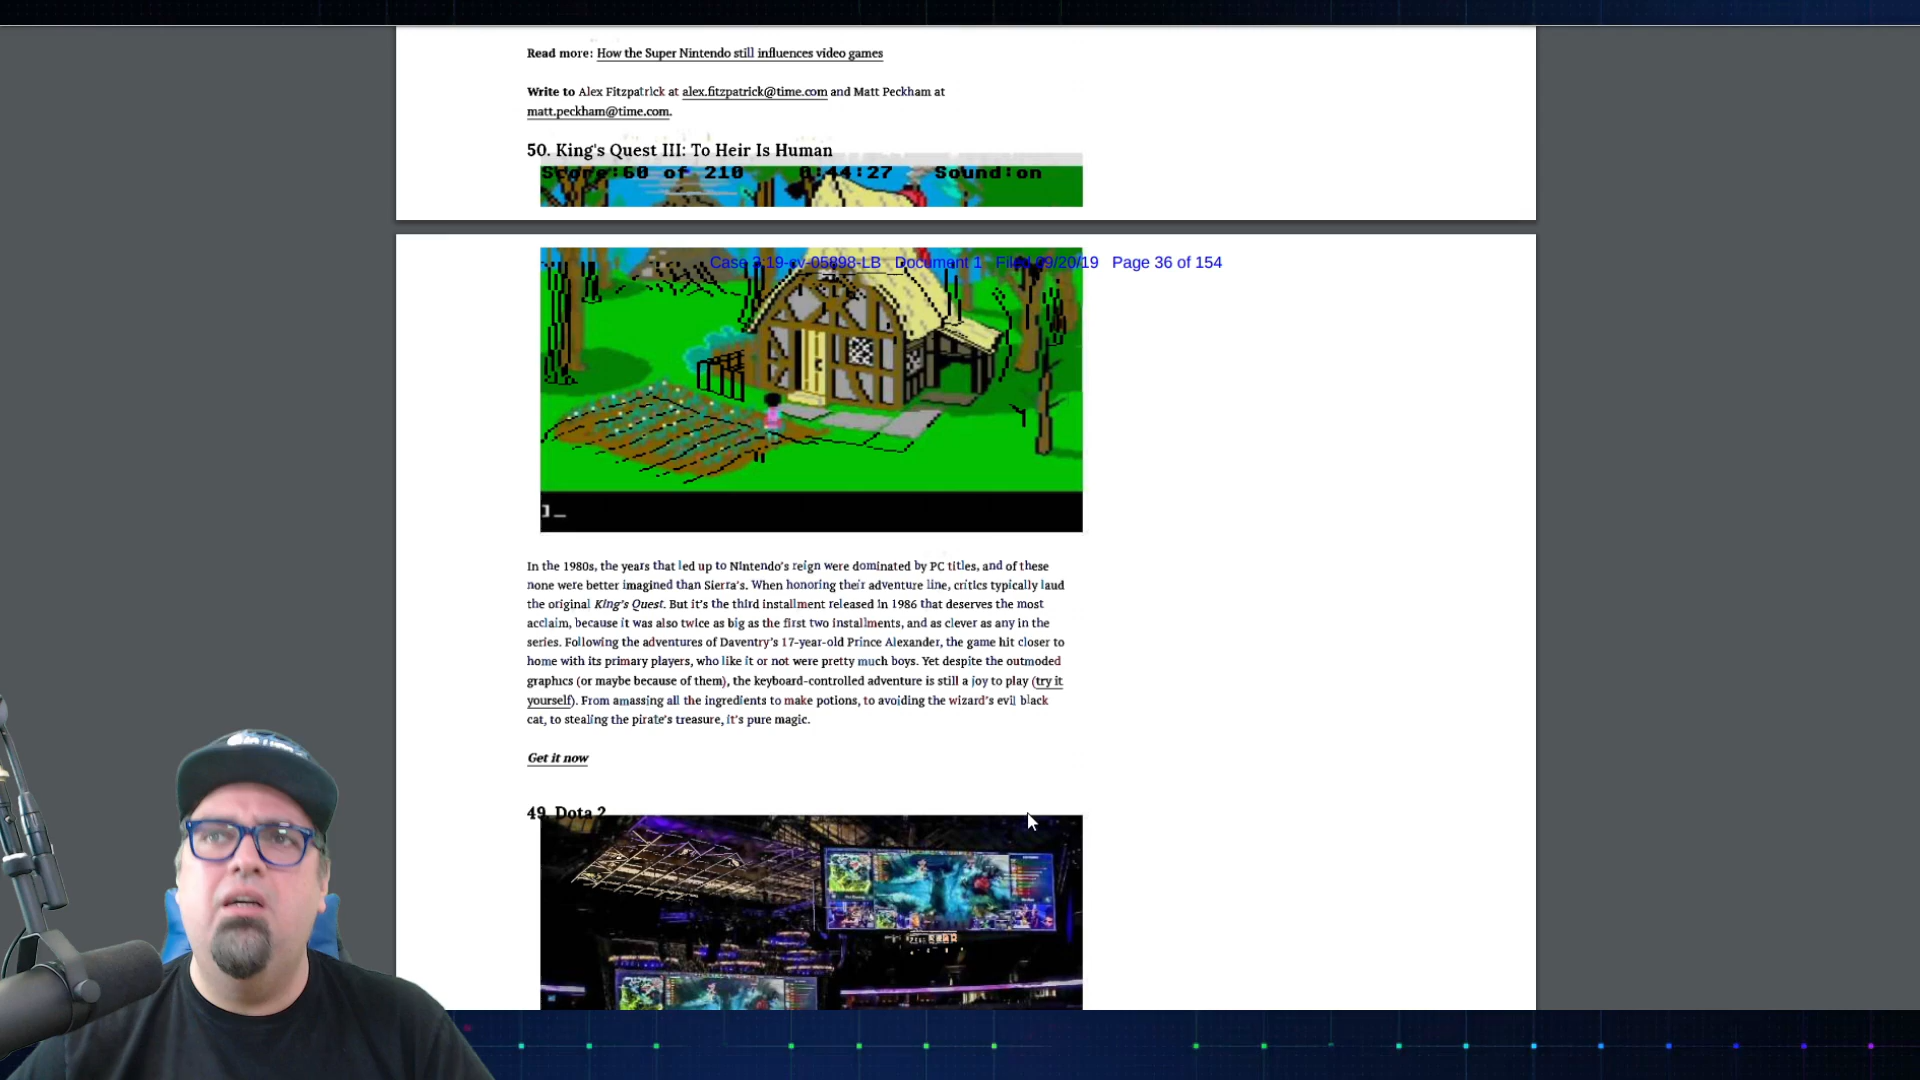 Read more: How the Super Nintendo still influences video games
Write to Alex Fitzpatrick at alex.fitzpatrick@time.com and Matt Peckham at
matt.peckham@time.com.
50. King's Quest III: To Heir Is Human
Score:60 of 210 0:44:27 Sound:on
Case 3:19-cv-05898-LB Document 1 Filed 09/20/19 Page 36 of 154
]_
In the 1980s, the years that led up to Nintendo's reign were dominated by PC titles, and of these
none were better imagined than Sierra's. When honoring their adventure line, critics typically laud
the original King's Quest. But it's the third installment released in 1986 that deserves the most
acclaim, because it was also twice as big as the first two installments, and as clever as any in the
series. Following the adventures of Daventry's 17-year-old Prince Alexander, the game hit closer to
home with its primary players, who like it or not were pretty much boys. Yet despite the outmoded
graphics (or maybe because of them), the keyboard-controlled adventure is still a joy to play (try it
yourself). From amassing all the ingredients to make potions, to avoiding the wizard's evil black
cat, to stealing the pirate's treasure, it's pure magic.
Get it now
49. Dota 2